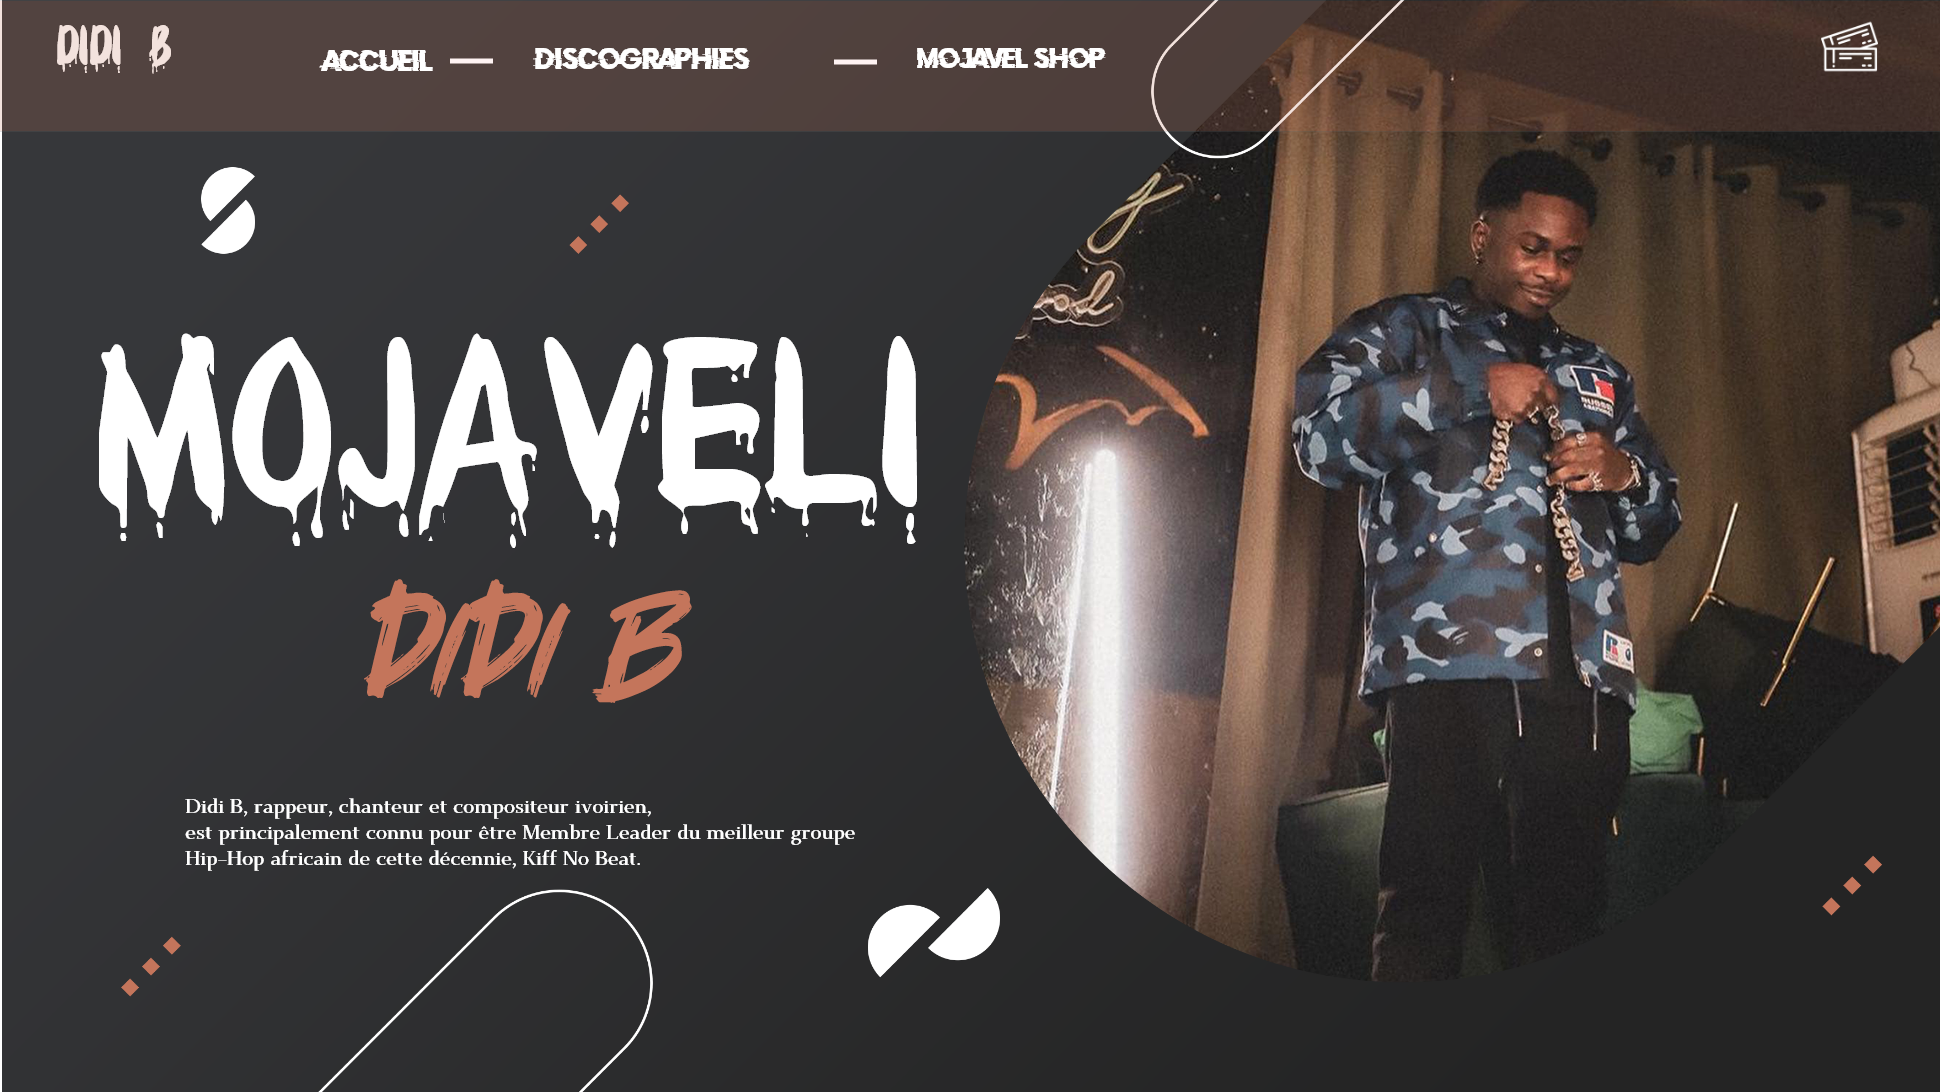 DIDI B
ACCUEIL
DISCOGRAPHIES
MOJAVEL SHOP
MOJAVELI
DIDI B
Didi B, rappeur, chanteur et compositeur ivoirien,
est principalement connu pour être Membre Leader du meilleur groupe
Hip-Hop africain de cette décennie, Kiff No Beat.